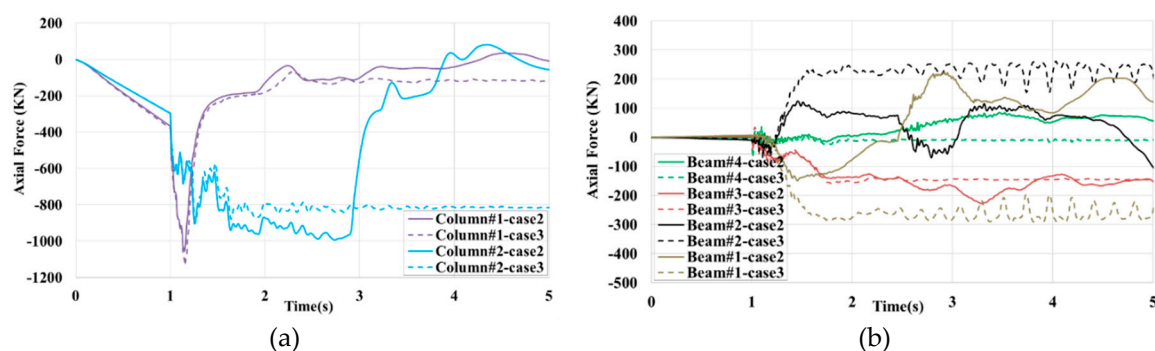 200
0
-200
-400
-600
-800
-1000
-1200
Axial Force (KN)
0
1
2
3
4
5
Time(s)
Column#1-case2
Column#1-case3
Column#2-case2
Column#2-case3
(a)
400
300
200
100
0
-100
-200
-300
-400
-500
Axial Force (KN)
0
1
2
3
4
5
Time(s)
Beam#4-case2
Beam#4-case3
Beam#3-case2
Beam#3-case3
Beam#2-case2
Beam#2-case3
Beam#1-case2
Beam#1-case3
(b)